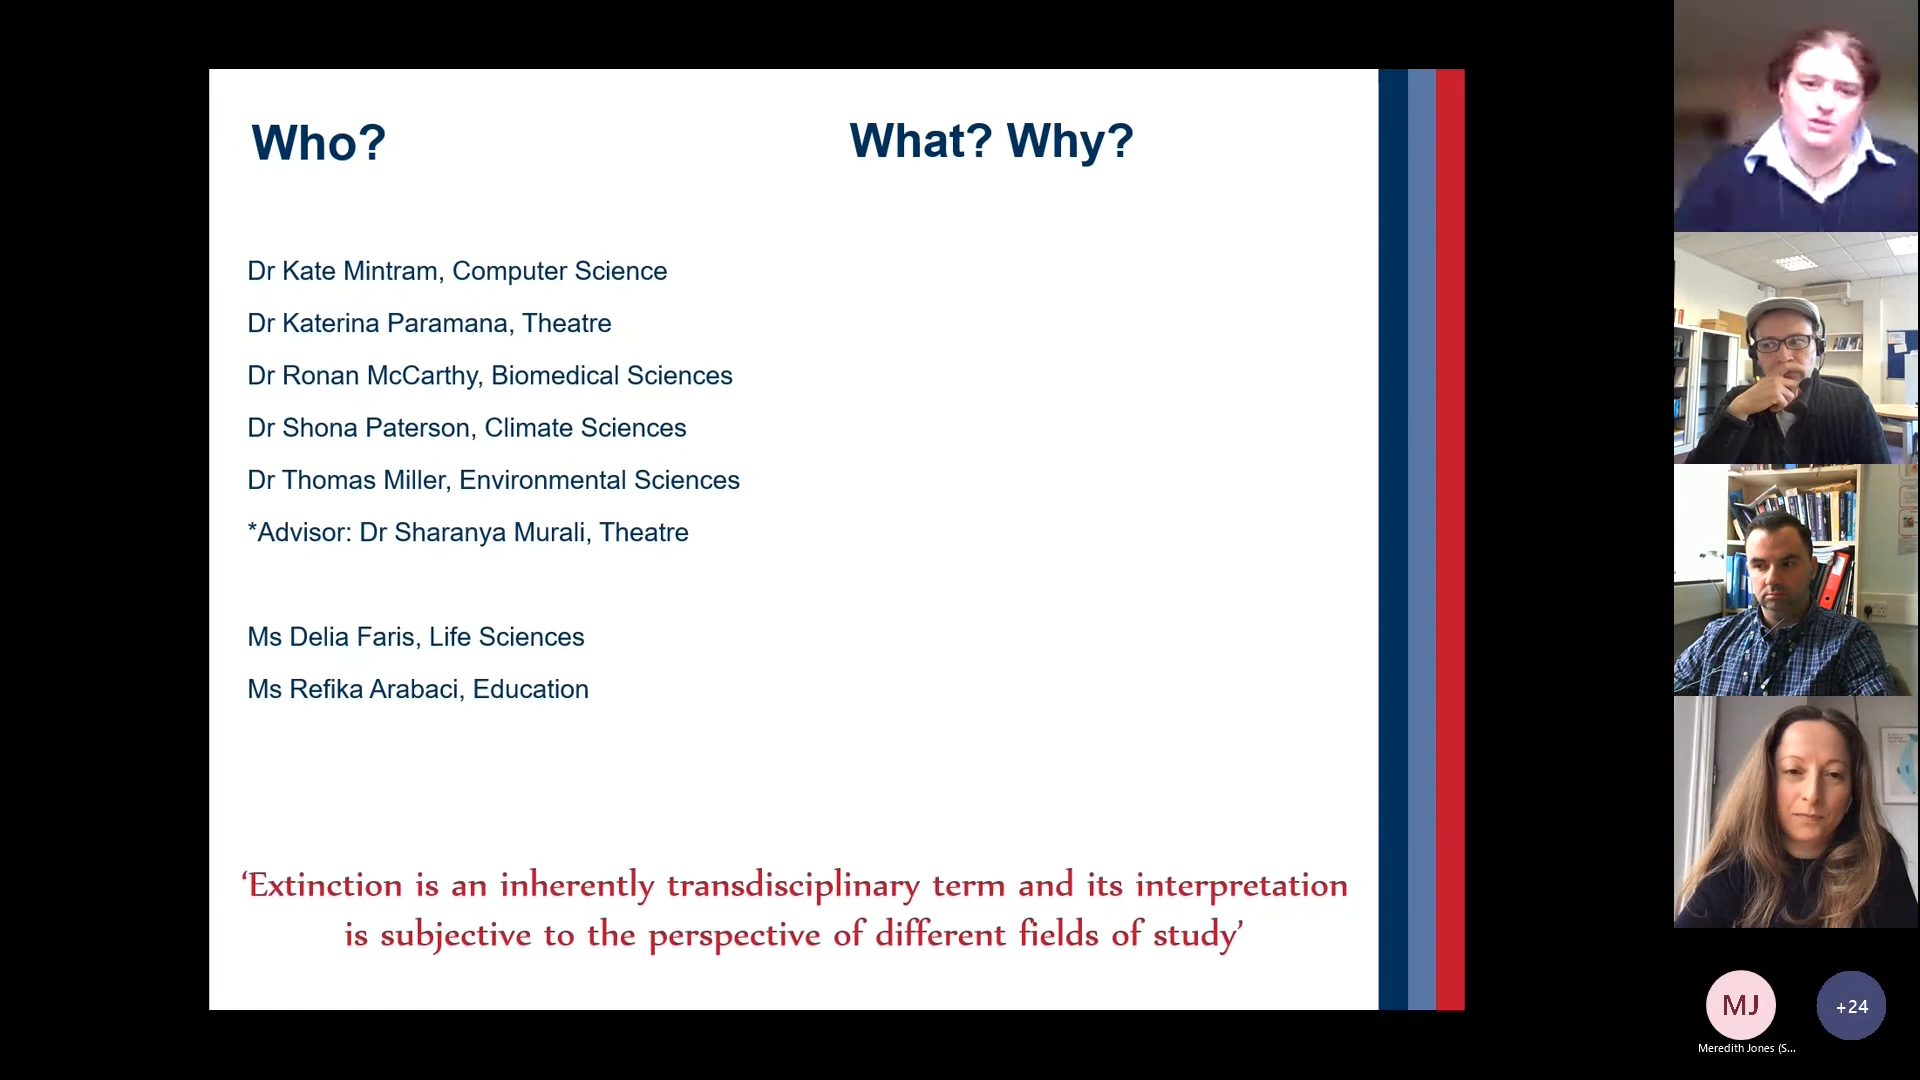 Who?
What? Why?
Dr Kate Mintram, Computer Science
Dr Katerina Paramana, Theatre
Dr Ronan McCarthy, Biomedical Sciences
Dr Shona Paterson, Climate Sciences
Dr Thomas Miller, Environmental Sciences
*Advisor: Dr Sharanya Murali, Theatre
Ms Delia Faris, Life Sciences
Ms Refika Arabaci, Education
‘Extinction is an inherently transdisciplinary term and its interpretation
is subjective to the perspective of different fields of study’
MJ
+24
Meredith Jones (S...